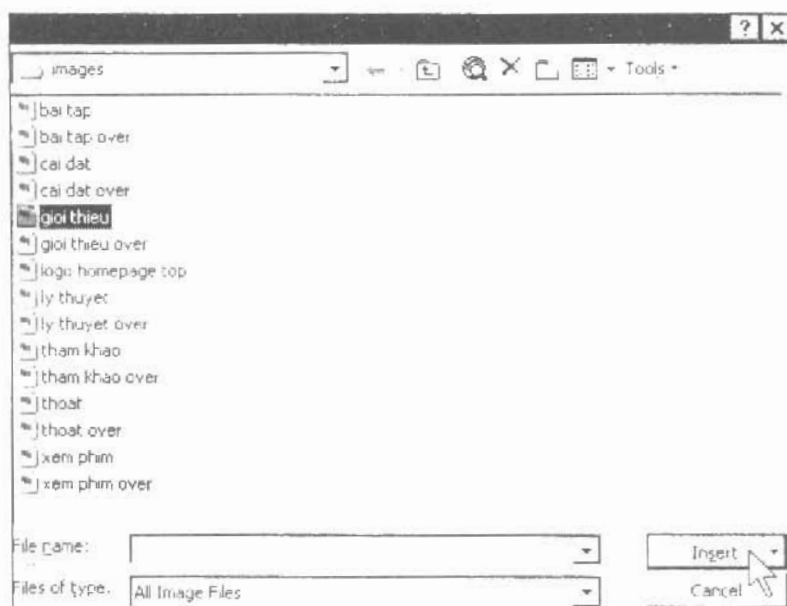 images
Tools
bai tap
bai tap over
cai dat
cai dat over
gioi thieu
gioi thieu over
logo homepage top
ly thuyet
ly thuyet over
tham khao
tham khao over
thoat
thoat over
xem phim
xem phim over
File name:
Insert
Files of type:
All Image Files
Cancel